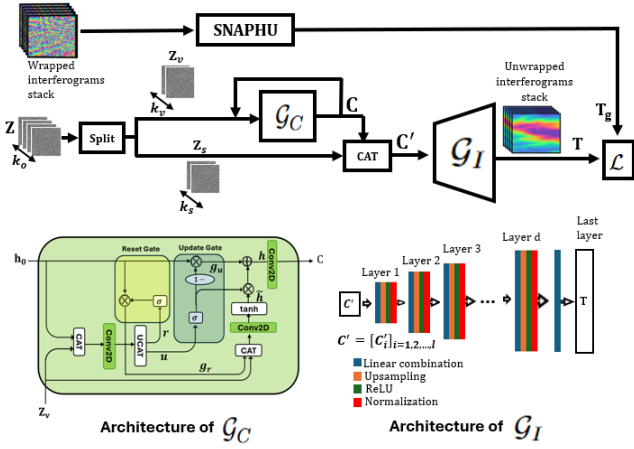 SNAPHU
Wrapped
interferograms
stack
Unwrapped
interferograms
stack
Z_v
k_v
Z
k_o
Split
𝒢_C
C
Z_s
k_s
CAT
C′
𝒢_I
T
T_g
ℒ
Reset Gate
Update Gate
h_0
g_u
h
Conv2D
C
1 −
h̃
σ
σ
tanh
Conv2D
r
u
g_r
CAT
Conv2D
UCAT
CAT
Z_v
Architecture of 𝒢_C
Last
layer
Layer 1
Layer 2
Layer 3
Layer d
C′
...
T
C′ = [C′_i]_{i=1,2,...,l}
Linear combination
Upsampling
ReLU
Normalization
Architecture of 𝒢_I